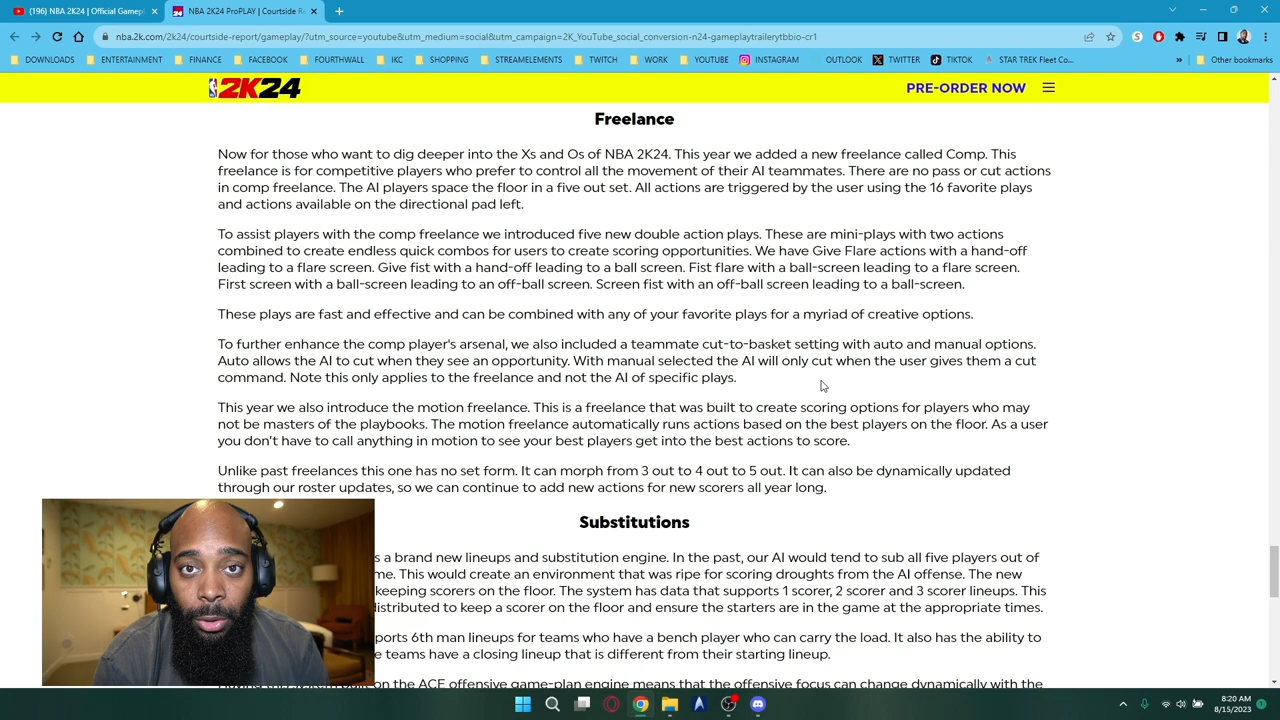 (196) NBA 2K24 | Official Gamepl
NBA 2K24 ProPLAY | Courtside Re
nba.2k.com/2k24/courtside-report/gameplay/?utm_source=youtube&utm_medium=social&utm_campaign=2K_YouTube_social_conversion-n24-gameplaytrailerytbbio-cr1
DOWNLOADS ENTERTAINMENT FINANCE FACEBOOK FOURTHWALL IKC SHOPPING STREAMELEMENTS TWITCH WORK YOUTUBE INSTAGRAM OUTLOOK TWITTER TIKTOK STAR TREK Fleet Co... » Other bookmarks
2K24
PRE-ORDER NOW
Freelance
Now for those who want to dig deeper into the Xs and Os of NBA 2K24. This year we added a new freelance called Comp. This
freelance is for competitive players who prefer to control all the movement of their AI teammates. There are no pass or cut actions
in comp freelance. The AI players space the floor in a five out set. All actions are triggered by the user using the 16 favorite plays
and actions available on the directional pad left.
To assist players with the comp freelance we introduced five new double action plays. These are mini-plays with two actions
combined to create endless quick combos for users to create scoring opportunities. We have Give Flare actions with a hand-off
leading to a flare screen. Give fist with a hand-off leading to a ball screen. Fist flare with a ball-screen leading to a flare screen.
First screen with a ball-screen leading to an off-ball screen. Screen fist with an off-ball screen leading to a ball-screen.
These plays are fast and effective and can be combined with any of your favorite plays for a myriad of creative options.
To further enhance the comp player's arsenal, we also included a teammate cut-to-basket setting with auto and manual options.
Auto allows the AI to cut when they see an opportunity. With manual selected the AI will only cut when the user gives them a cut
command. Note this only applies to the freelance and not the AI of specific plays.
This year we also introduce the motion freelance. This is a freelance that was built to create scoring options for players who may
not be masters of the playbooks. The motion freelance automatically runs actions based on the best players on the floor. As a user
you don't have to call anything in motion to see your best players get into the best actions to score.
Unlike past freelances this one has no set form. It can morph from 3 out to 4 out to 5 out. It can also be dynamically updated
through our roster updates, so we can continue to add new actions for new scorers all year long.
Substitutions
s a brand new lineups and substitution engine. In the past, our AI would tend to sub all five players out of
me. This would create an environment that was ripe for scoring droughts from the AI offense. The new
keeping scorers on the floor. The system has data that supports 1 scorer, 2 scorer and 3 scorer lineups. This
distributed to keep a scorer on the floor and ensure the starters are in the game at the appropriate times.
ports 6th man lineups for teams who have a bench player who can carry the load. It also has the ability to
e teams have a closing lineup that is different from their starting lineup.
on the ACE offensive game-plan engine means that the offensive focus can change dynamically with the
8:20 AM
8/15/2023